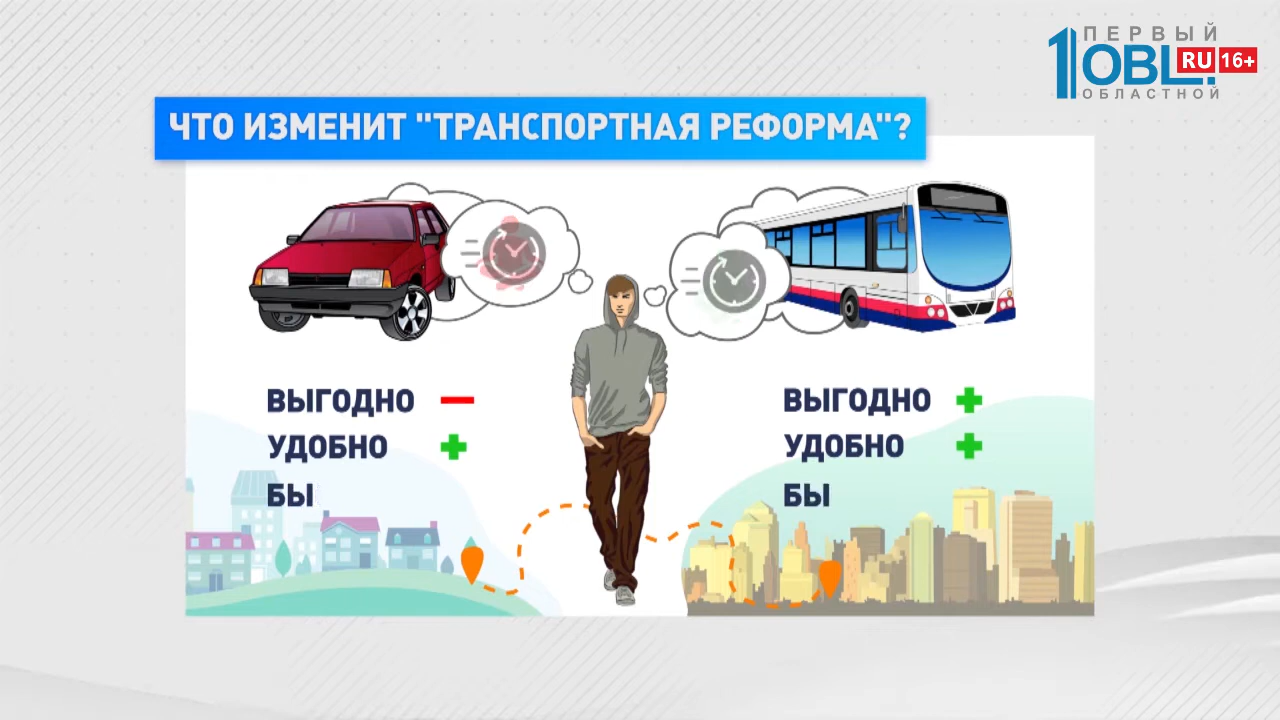 ПЕРВЫЙ
1OBL.
RU 16+
ОБЛАСТНОЙ
ЧТО ИЗМЕНИТ "ТРАНСПОРТНАЯ РЕФОРМА"?
ВЫГОДНО
УДОБНО
БЫ
ВЫГОДНО
УДОБНО
БЫ